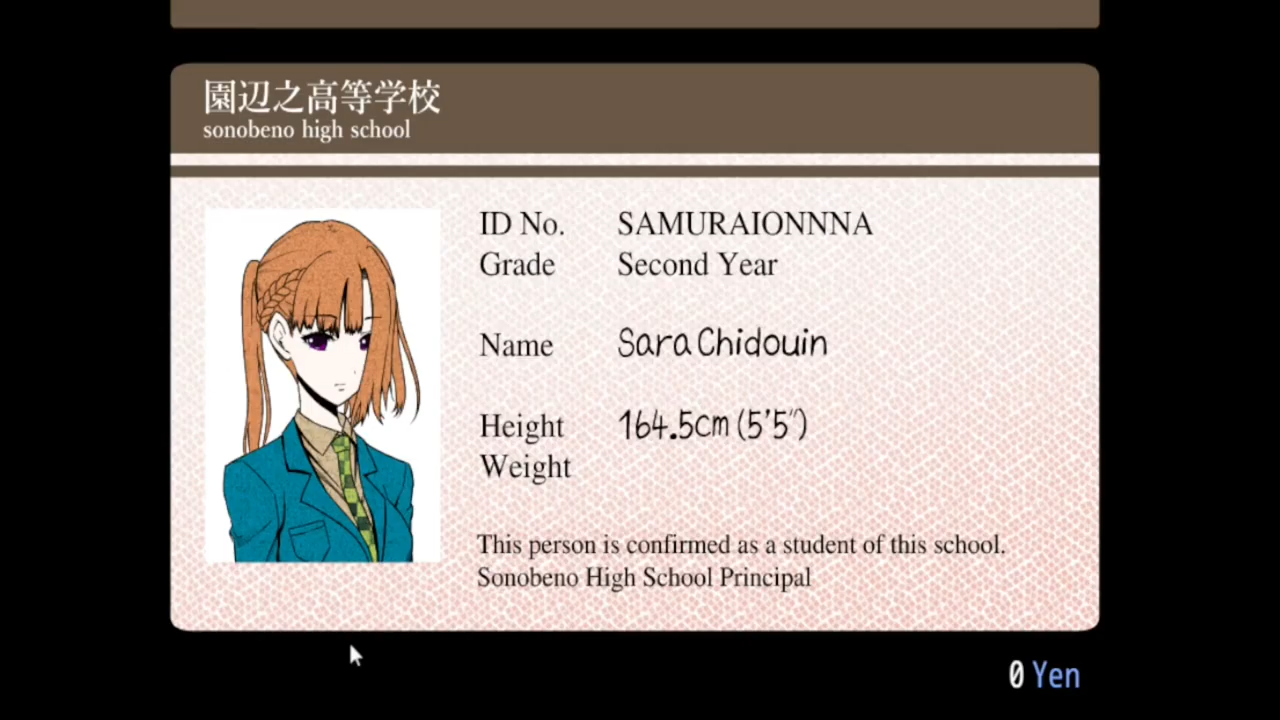 園辺之高等学校
sonobeno high school
ID No. SAMURAIONNNA
Grade Second Year
Name Sara Chidouin
Height 164.5cm (5'5")
Weight
This person is confirmed as a student of this school.
Sonobeno High School Principal
0 Yen